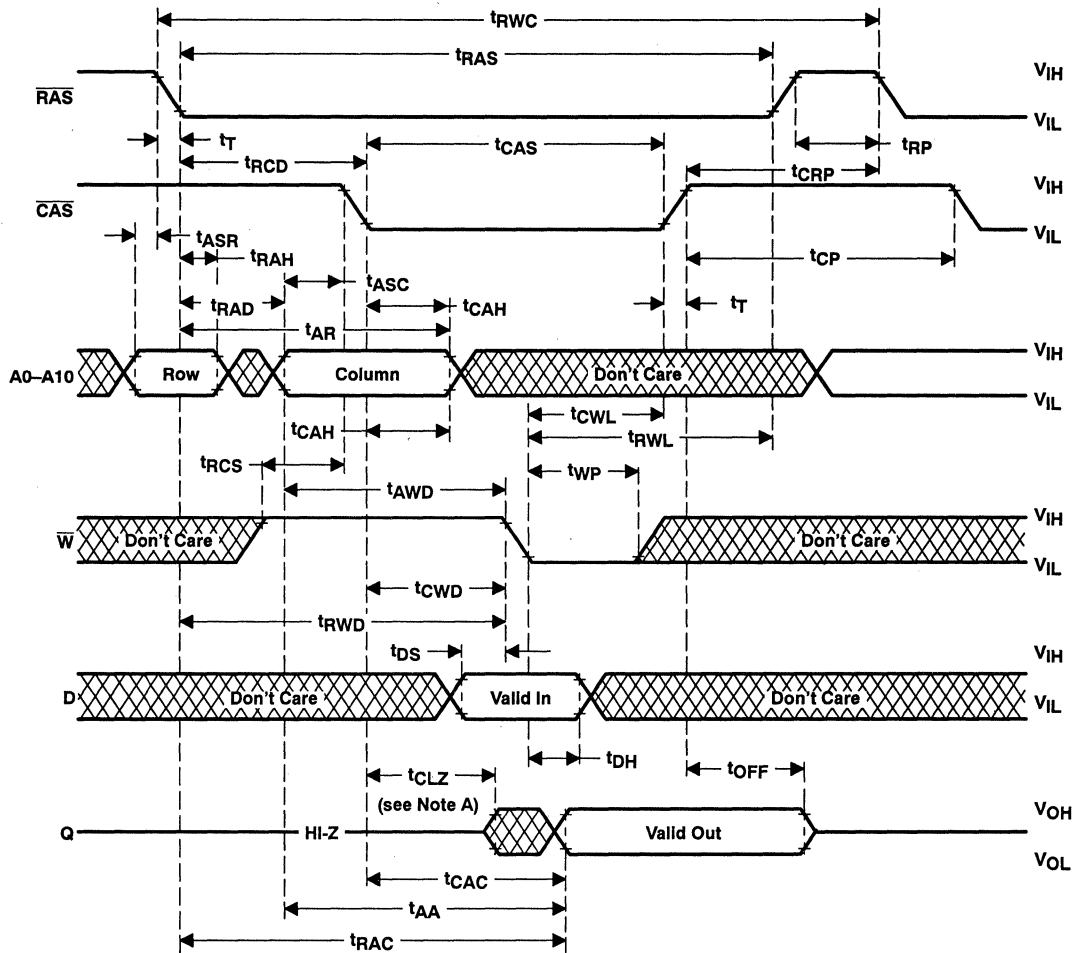 tRWC
tRAS
RAS
VIH
VIL
tT
tCAS
tRP
tRCD
tCRP
CAS
VIH
VIL
tASR
tRAH
tCP
tASC
tRAD
tCAH
tT
tAR
A0–A10
Row
Column
Don't Care
VIH
VIL
tCWL
tCAH
tRWL
tRCS
tWP
tAWD
W
Don't Care
Don't Care
VIH
VIL
tCWD
tRWD
tDS
D
Don't Care
Valid In
Don't Care
VIH
VIL
tDH
tCLZ
tOFF
(see Note A)
Q
HI-Z
Valid Out
VOH
VOL
tCAC
tAA
tRAC